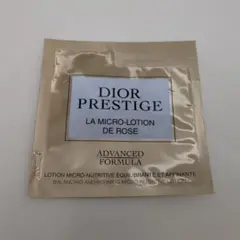 DIOR
PRESTIGE
LA MICRO-LOTION
DE ROSE
ADVANCED
FORMULA
LOTION MICRO-NUTRITIVE ÉQUILIBRANTE ET AFFINANTE